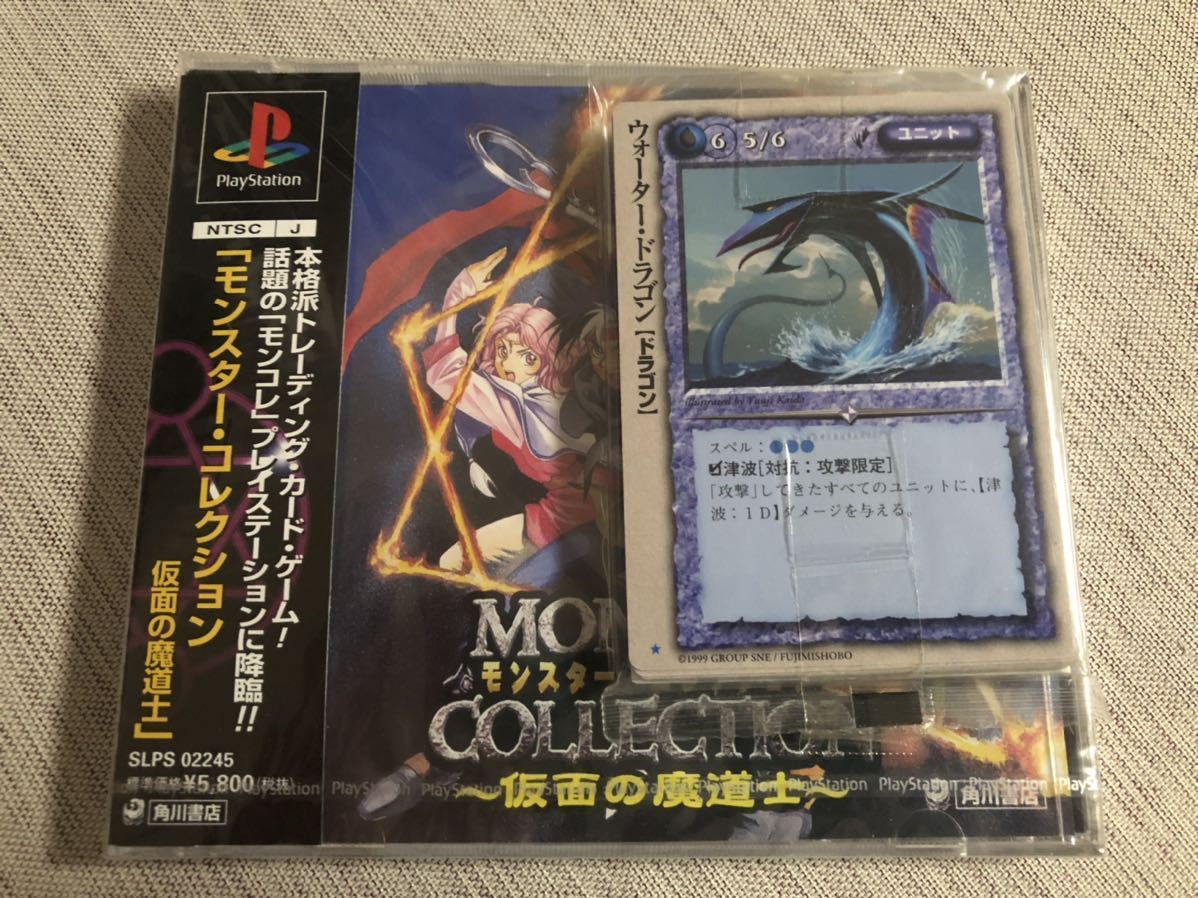 PlayStation
NTSC J
本格派トレーディング・カード・ゲーム!
話題の「モンコレ」プレイステーションに降臨!!
「モンスター・コレクション
仮面の魔道士」
SLPS 02245
標準価格¥5,800(税抜)
角川書店
ウォーター・ドラゴン[ドラゴン]
6 5/6
ユニット
illustrated by Yuuji Kaida
スペル:
津波[対抗:攻撃限定]
「攻撃」してきたすべてのユニットに、【津
波:1D】ダメージを与える。
©1999 GROUP SNE / FUJIMISHOBO
MON
モンスター
COLLECTION
~仮面の魔道士~
PlayStation PlayStation PlayStation PlayStation PlayStation PlayStation PlayStation
角川書店